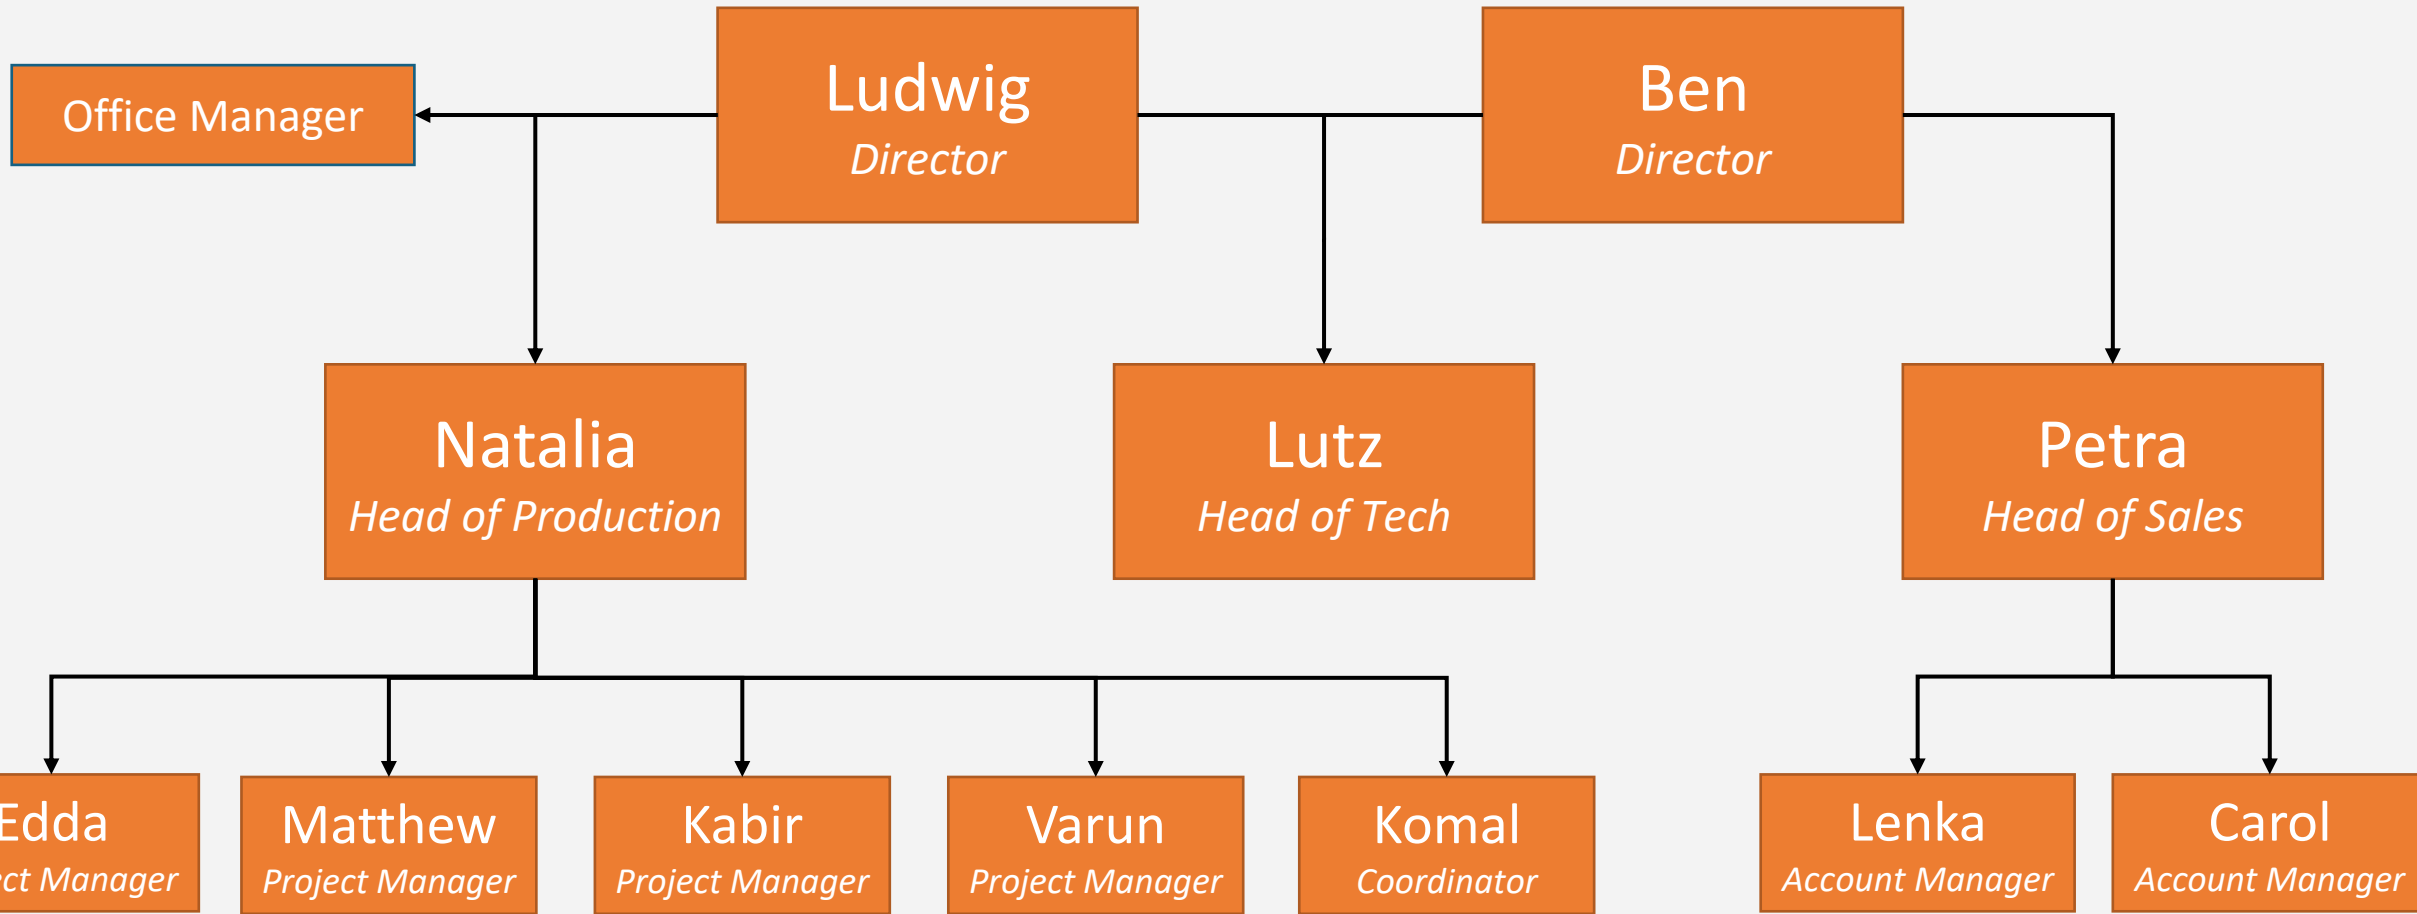 Office Manager
Ludwig
Director
Ben
Director
Natalia
Head of Production
Lutz
Head of Tech
Petra
Head of Sales
Edda
Manager
Matthew
Project Manager
Kabir
Project Manager
Varun
Project Manager
Komal
Coordinator
Lenka
Account Manager
Carol
Account Manager